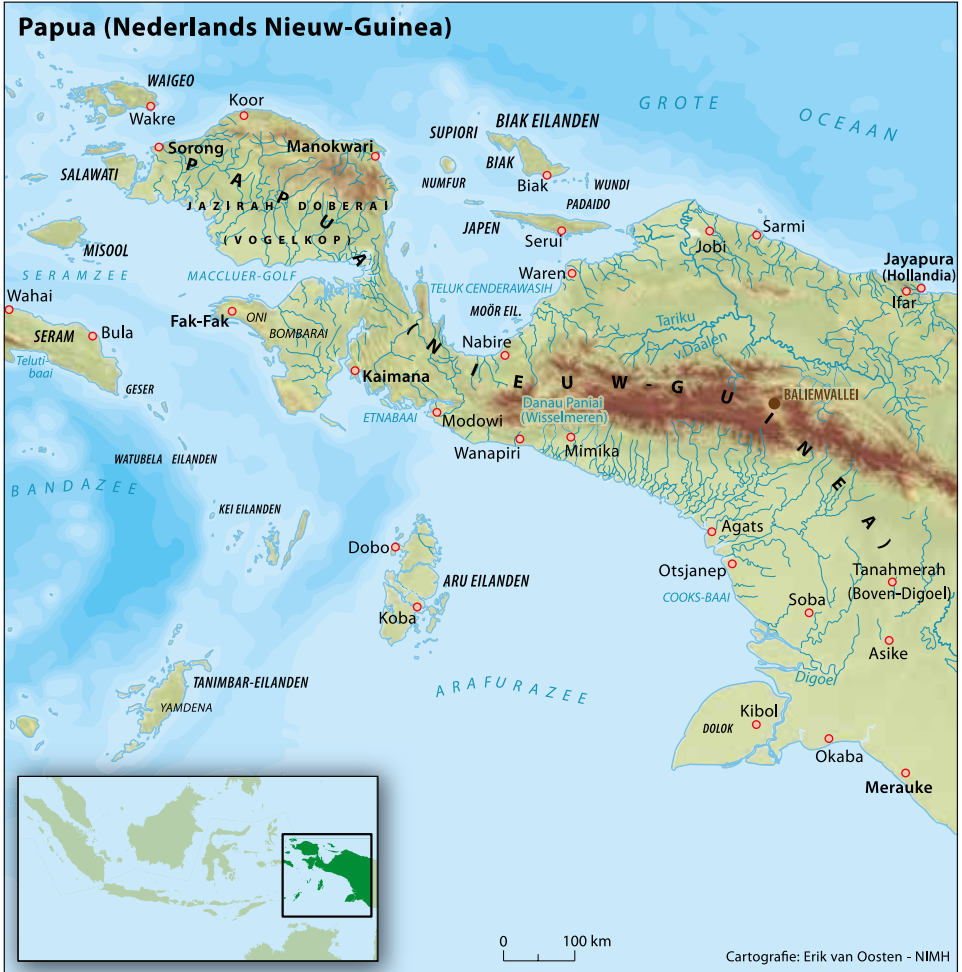 Papua (Nederlands Nieuw-Guinea)
WAIGEO
Wakre
Koor
GROTE OCEAAN
SUPIORI
BIAK EILANDEN
Sorong
Manokwari
BIAK
SALAWATI
NUMFUR
Biak
WUNDI
PADAIDO
JAZIRAH DOBERAI
(VOGELKOP)
PAPUA
(NIEUW-GUINEA)
JAPEN
Serui
Jobi
Sarmi
MISOOL
SERAMZEE
MACCLUER-GOLF
Waren
TELUK CENDERAWASIH
Jayapura
(Hollandia)
Ifar
Wahai
Fak-Fak
ONI
BOMBARAI
MOÖR EIL.
Tariku
SERAM
Bula
Nabire
v.Daalen
Teluti-
baai
Kaimana
GESER
BALIEMVALLEI
Danau Paniai
(Wisselmeren)
ETNABAAI
Modowi
Wanapiri
Mimika
WATUBELA EILANDEN
BANDAZEE
KEI EILANDEN
Agats
Dobo
Otsjanep
ARU EILANDEN
Tanahmerah
(Boven-Digoel)
COOKS-BAAI
Soba
Koba
Asike
TANIMBAR-EILANDEN
ARAFURAZEE
Digoel
YAMDENA
Kibol
DOLOK
Okaba
Merauke
0 100 km
Cartografie: Erik van Oosten - NIMH